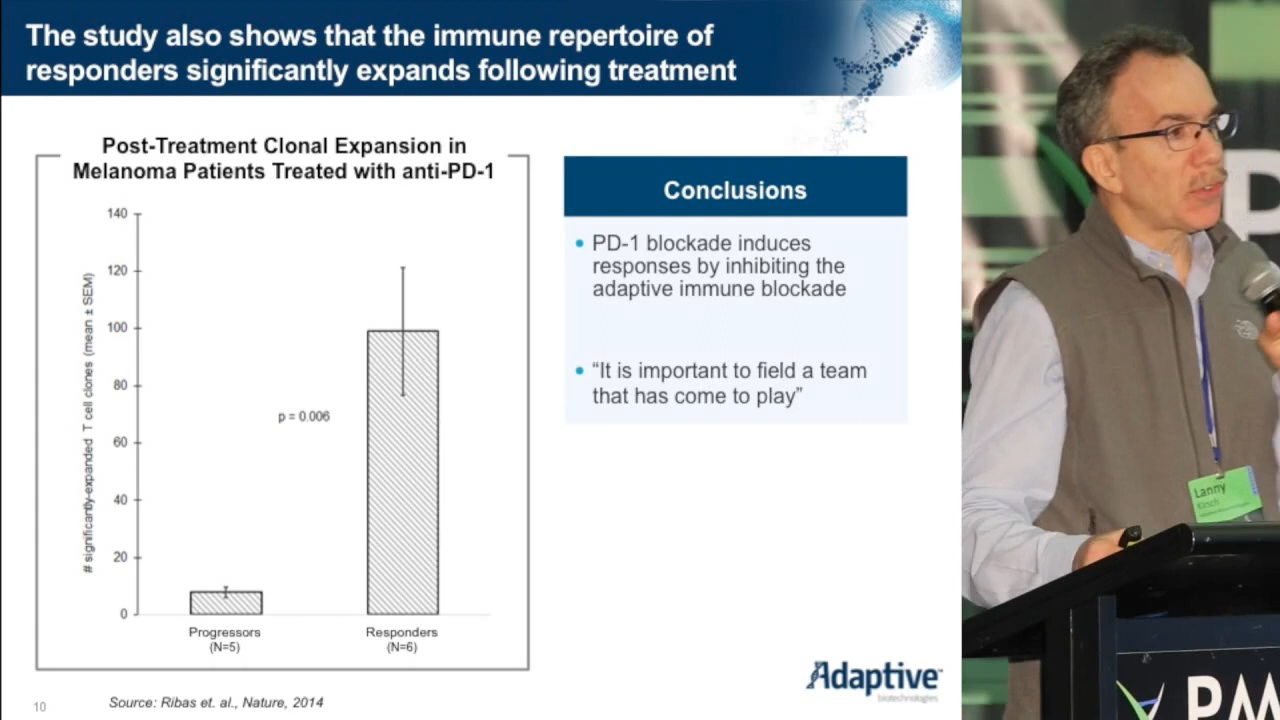 The study also shows that the immune repertoire of
responders significantly expands following treatment
Post-Treatment Clonal Expansion in
Melanoma Patients Treated with anti-PD-1
# significantly-expanded T cell clones (mean ± SEM)
140
120
100
80
60
40
20
0
p = 0.006
Progressors
(N=5)
Responders
(N=6)
Conclusions
• PD-1 blockade induces
responses by inhibiting the
adaptive immune blockade
• “It is important to field a team
that has come to play”
10
Source: Ribas et. al., Nature, 2014
Adaptive™
biotechnologies
P
Lanny
Kirsch
PM